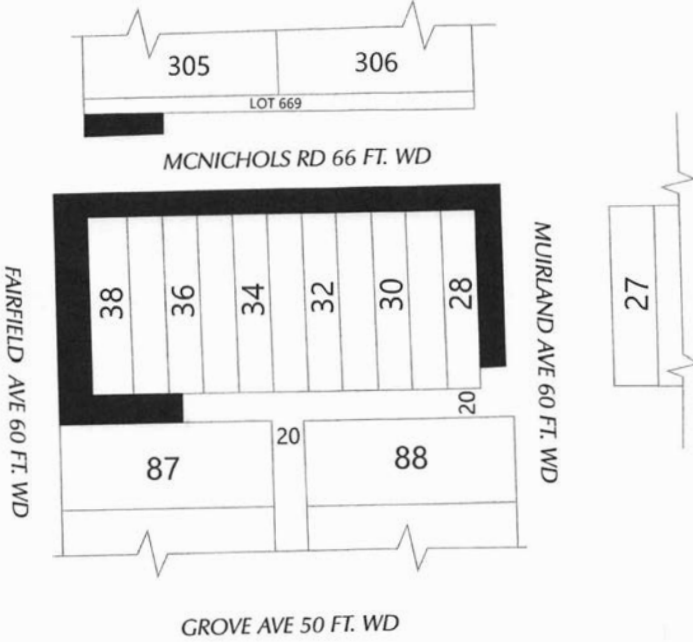 305
306
LOT 669
MCNICHOLS RD 66 FT. WD
FAIRFIELD AVE 60 FT. WD
38
36
34
32
30
28
MUIRLAND AVE 60 FT. WD
27
20
20
87
88
GROVE AVE 50 FT. WD